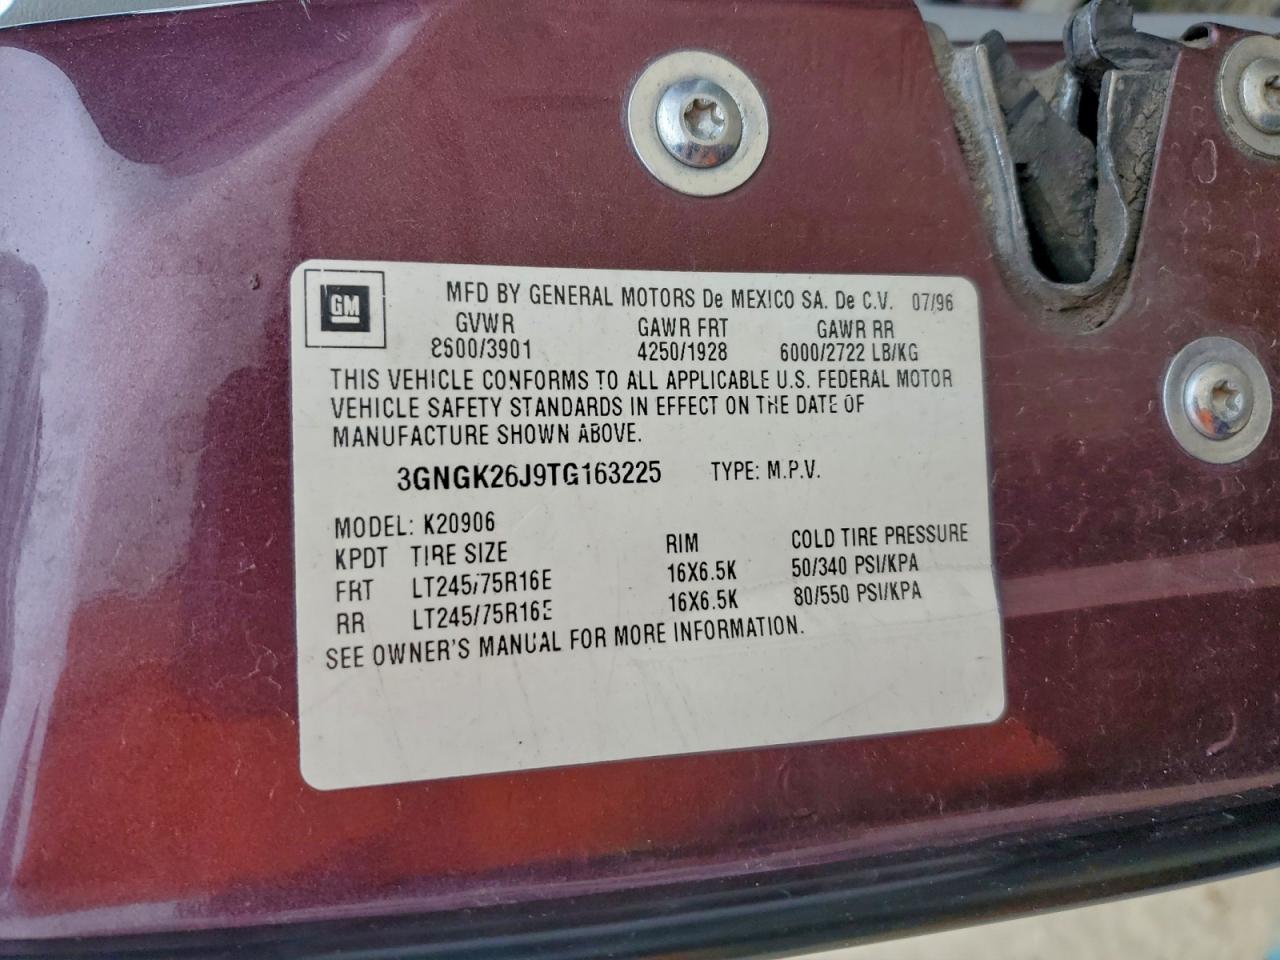 GM
MFD BY GENERAL MOTORS De MEXICO SA. De C.V. 07/96
GVWR GAWR FRT GAWR RR
8600/3901 4250/1928 6000/2722 LB/KG
THIS VEHICLE CONFORMS TO ALL APPLICABLE U.S. FEDERAL MOTOR
VEHICLE SAFETY STANDARDS IN EFFECT ON THE DATE OF
MANUFACTURE SHOWN ABOVE.
3GNGK26J9TG163225 TYPE: M.P.V.
MODEL: K20906
KPDT TIRE SIZE RIM COLD TIRE PRESSURE
FRT LT245/75R16E 16X6.5K 50/340 PSI/KPA
RR LT245/75R16E 16X6.5K 80/550 PSI/KPA
SEE OWNER'S MANUAL FOR MORE INFORMATION.